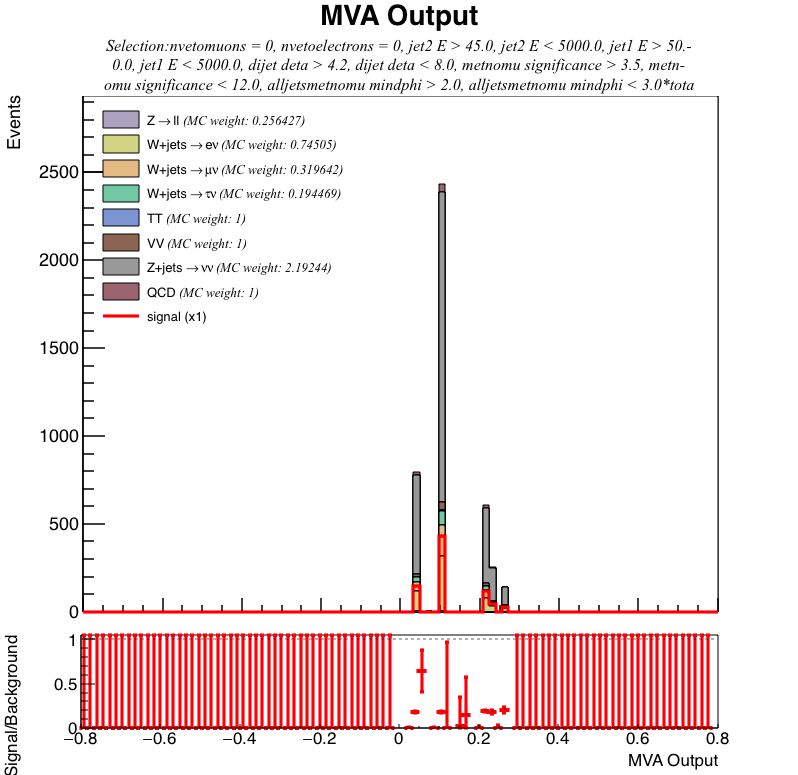 MVA Output
Selection:nvetomuons = 0, nvetoelectrons = 0, jet2 E > 45.0, jet2 E < 5000.0, jet1 E > 50.-
0.0, jet1 E < 5000.0, dijet deta > 4.2, dijet deta < 8.0, metnomu significance > 3.5, metn-
omu significance < 12.0, alljetsmetnomu mindphi > 2.0, alljetsmetnomu mindphi < 3.0*tota
Events
2500
2000
1500
1000
500
0
Z→ll (MC weight: 0.256427)
W+jets→eν (MC weight: 0.74505)
W+jets→μν (MC weight: 0.319642)
W+jets→τν (MC weight: 0.194469)
TT (MC weight: 1)
VV (MC weight: 1)
Z+jets→νν (MC weight: 2.19244)
QCD (MC weight: 1)
signal (x1)
Signal/Background
1
0.5
0
−0.8 −0.6 −0.4 −0.2 0 0.2 0.4 0.6 0.8
MVA Output